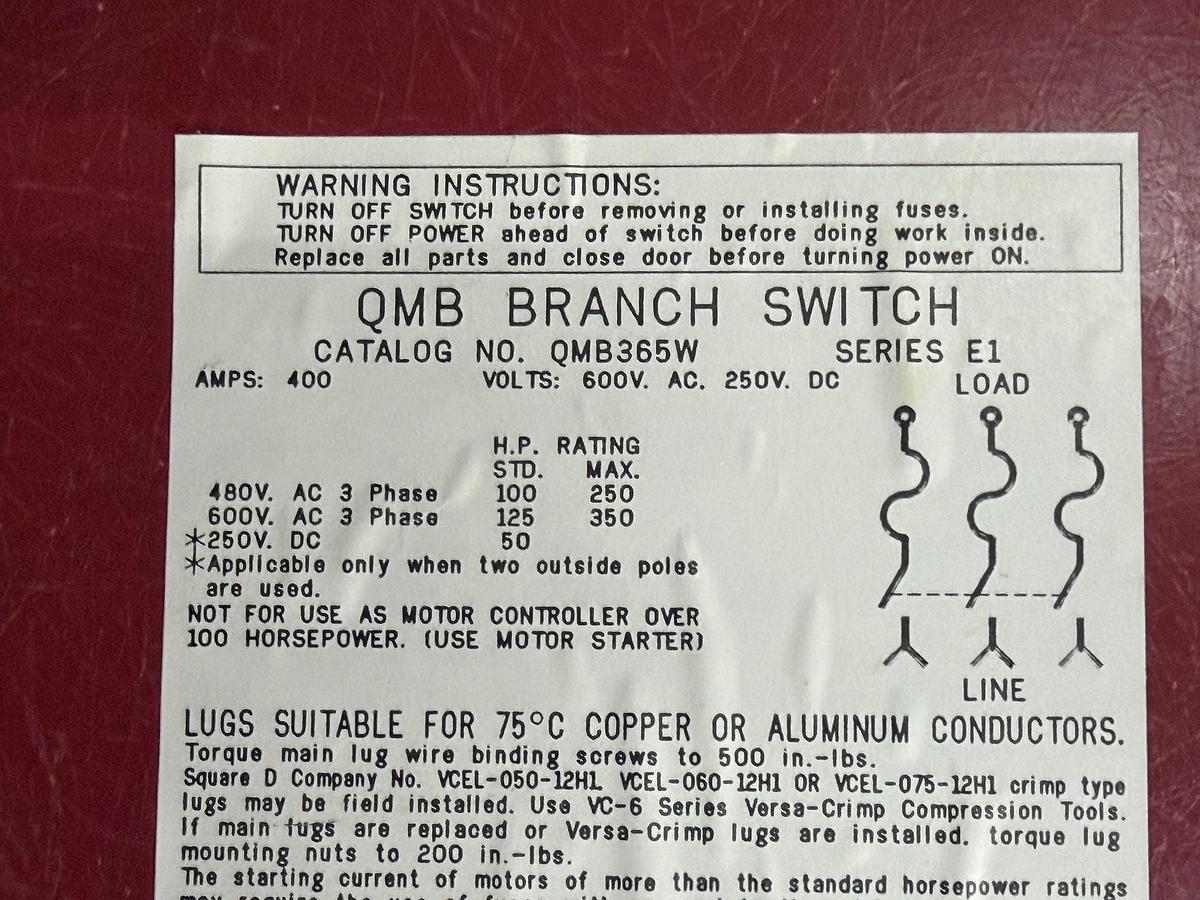 WARNING INSTRUCTIONS:
TURN OFF SWITCH before removing or installing fuses.
TURN OFF POWER ahead of switch before doing work inside.
Replace all parts and close door before turning power ON.
QMB BRANCH SWITCH
CATALOG NO. QMB365W SERIES E1
AMPS: 400 VOLTS: 600V. AC. 250V. DC LOAD
H.P. RATING
STD. MAX.
480V. AC 3 Phase 100 250
600V. AC 3 Phase 125 350
*250V. DC 50
*Applicable only when two outside poles
are used.
NOT FOR USE AS MOTOR CONTROLLER OVER
100 HORSEPOWER. (USE MOTOR STARTER)
LINE
LUGS SUITABLE FOR 75°C COPPER OR ALUMINUM CONDUCTORS.
Torque main lug wire binding screws to 500 in.-lbs.
Square D Company No. VCEL-050-12H1, VCEL-060-12H1 OR VCEL-075-12H1 crimp type
lugs may be field installed. Use VC-6 Series Versa-Crimp Compression Tools.
If main lugs are replaced or Versa-Crimp lugs are installed, torque lug
mounting nuts to 200 in.-lbs.
The starting current of motors of more than the standard horsepower ratings
may require the use of fuses with